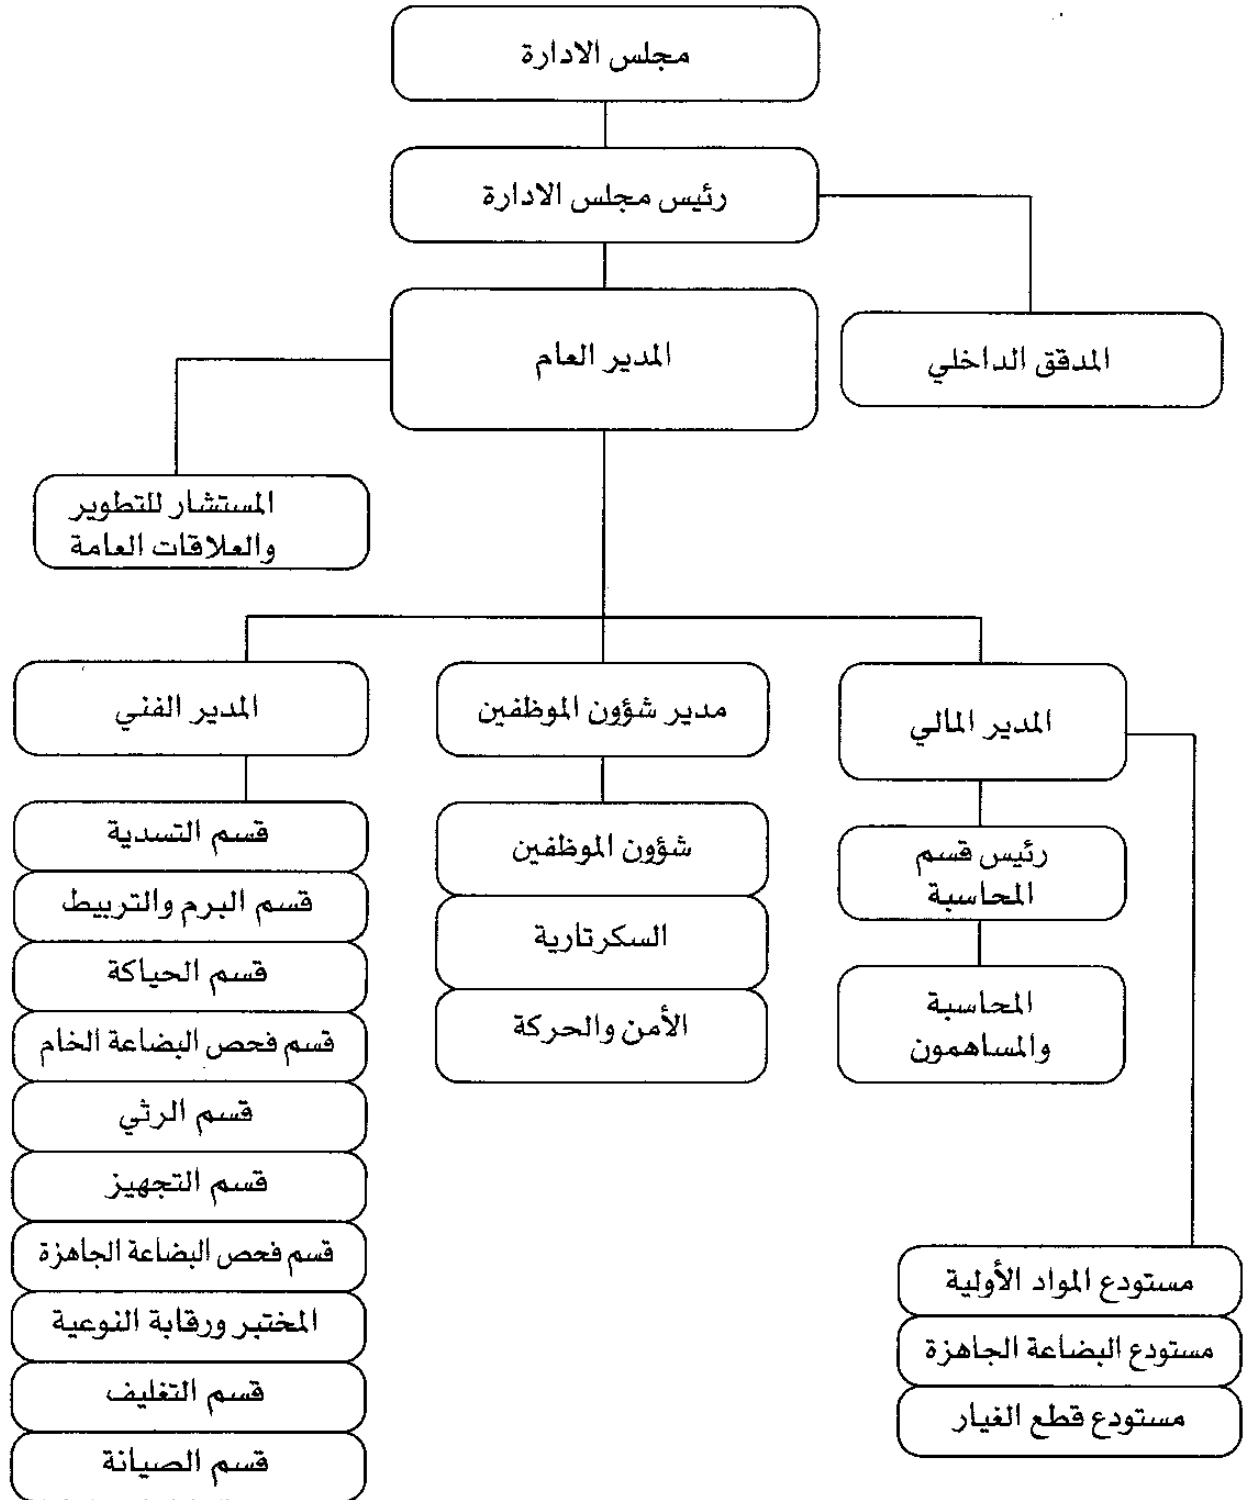 مجلس الادارة
رئيس مجلس الادارة
المدير العام
المدقق الداخلي
المستشار للتطوير
والعلاقات العامة
المدير المالي
مدير شؤون الموظفين
المدير الفني
رئيس قسم
المحاسبة
المحاسبة
والمساهمون
مستودع المواد الأولية
مستودع البضاعة الجاهزة
مستودع قطع الغيار
شؤون الموظفين
السكرتارية
الأمن والحركة
قسم التسدية
قسم البرم والتربيط
قسم الحياكة
قسم فحص البضاعة الخام
قسم الرثي
قسم التجهيز
قسم فحص البضاعة الجاهزة
المختبر ورقابة النوعية
قسم التغليف
قسم الصيانة